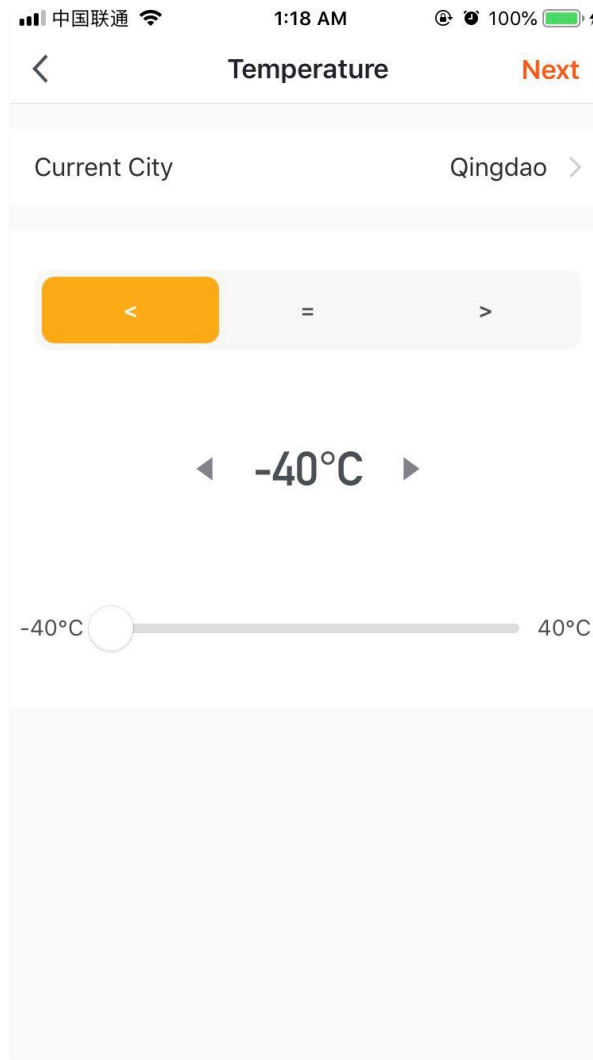 中国联通 1:18 AM 100%
Temperature Next
Current City Qingdao
< = >
-40°C
-40°C 40°C